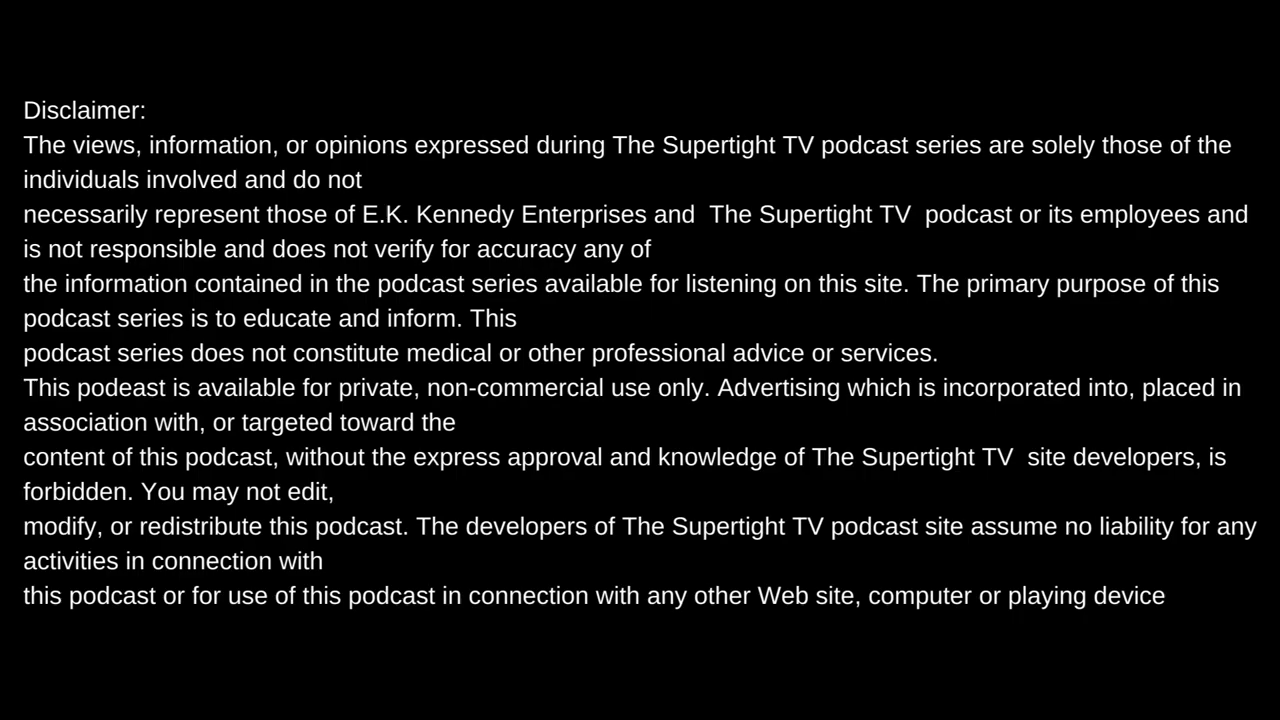 Disclaimer:
The views, information, or opinions expressed during The Supertight TV podcast series are solely those of the
individuals involved and do not
necessarily represent those of E.K. Kennedy Enterprises and  The Supertight TV  podcast or its employees and
is not responsible and does not verify for accuracy any of
the information contained in the podcast series available for listening on this site. The primary purpose of this
podcast series is to educate and inform. This
podcast series does not constitute medical or other professional advice or services.
This podeast is available for private, non-commercial use only. Advertising which is incorporated into, placed in
association with, or targeted toward the
content of this podcast, without the express approval and knowledge of The Supertight TV  site developers, is
forbidden. You may not edit,
modify, or redistribute this podcast. The developers of The Supertight TV podcast site assume no liability for any
activities in connection with
this podcast or for use of this podcast in connection with any other Web site, computer or playing device